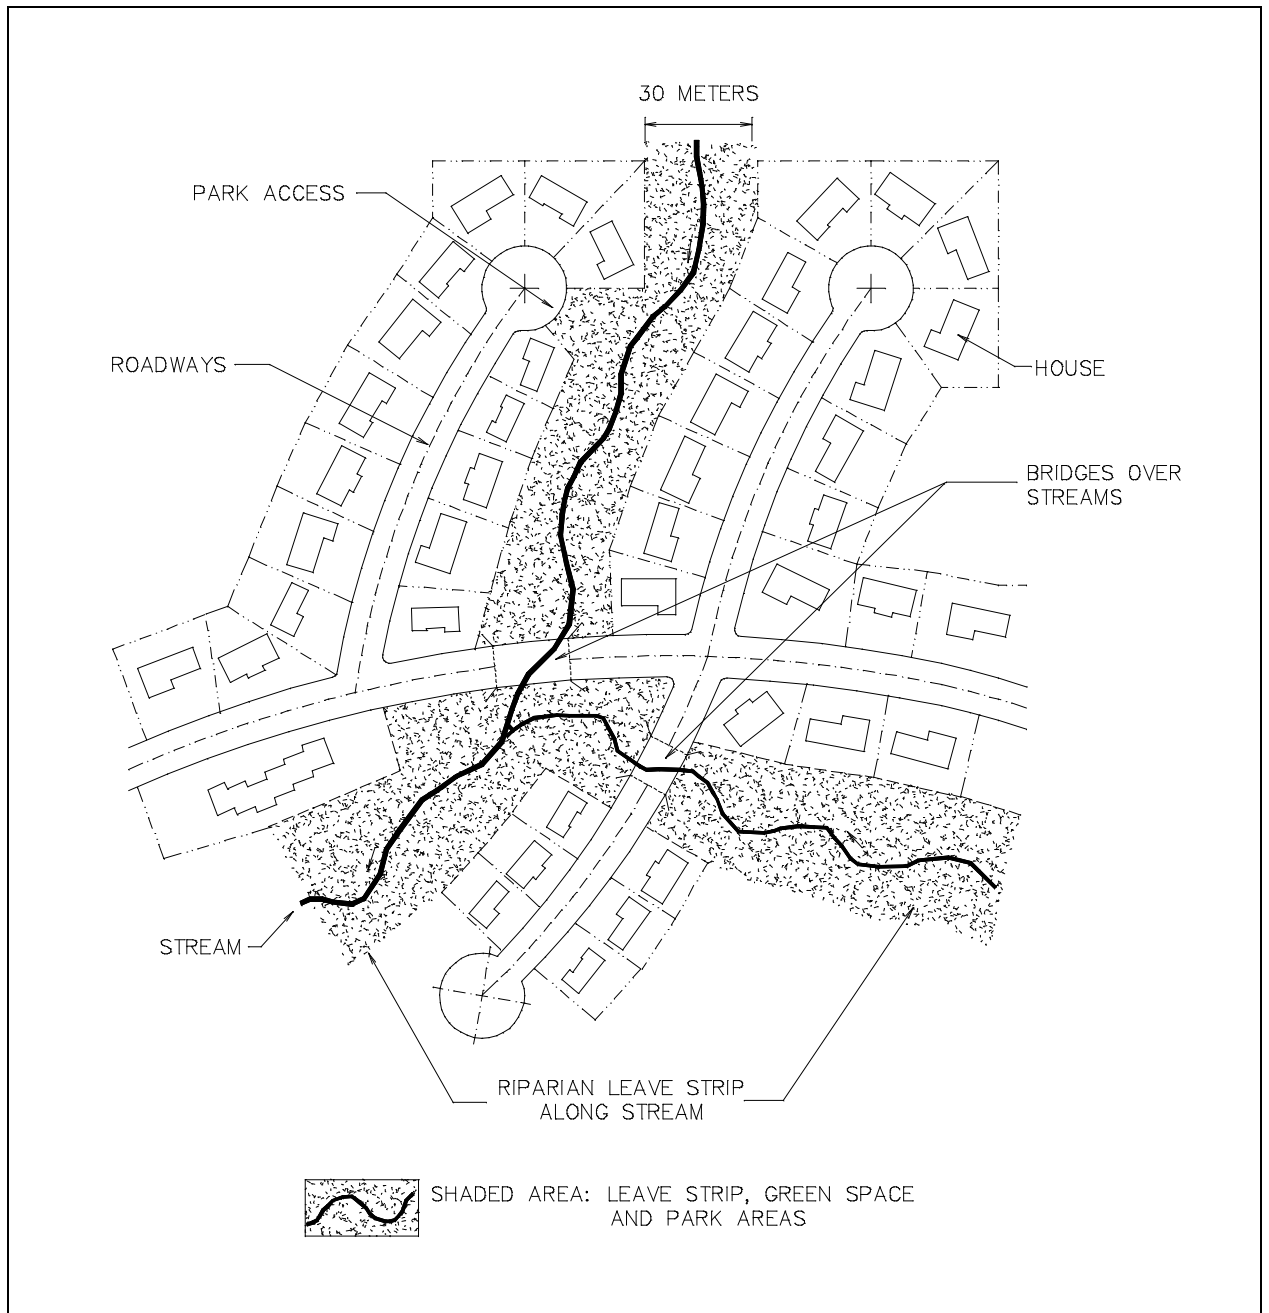 30 METERS
PARK ACCESS
ROADWAYS
HOUSE
BRIDGES OVER
STREAMS
STREAM
RIPARIAN LEAVE STRIP
ALONG STREAM
SHADED AREA: LEAVE STRIP, GREEN SPACE
AND PARK AREAS